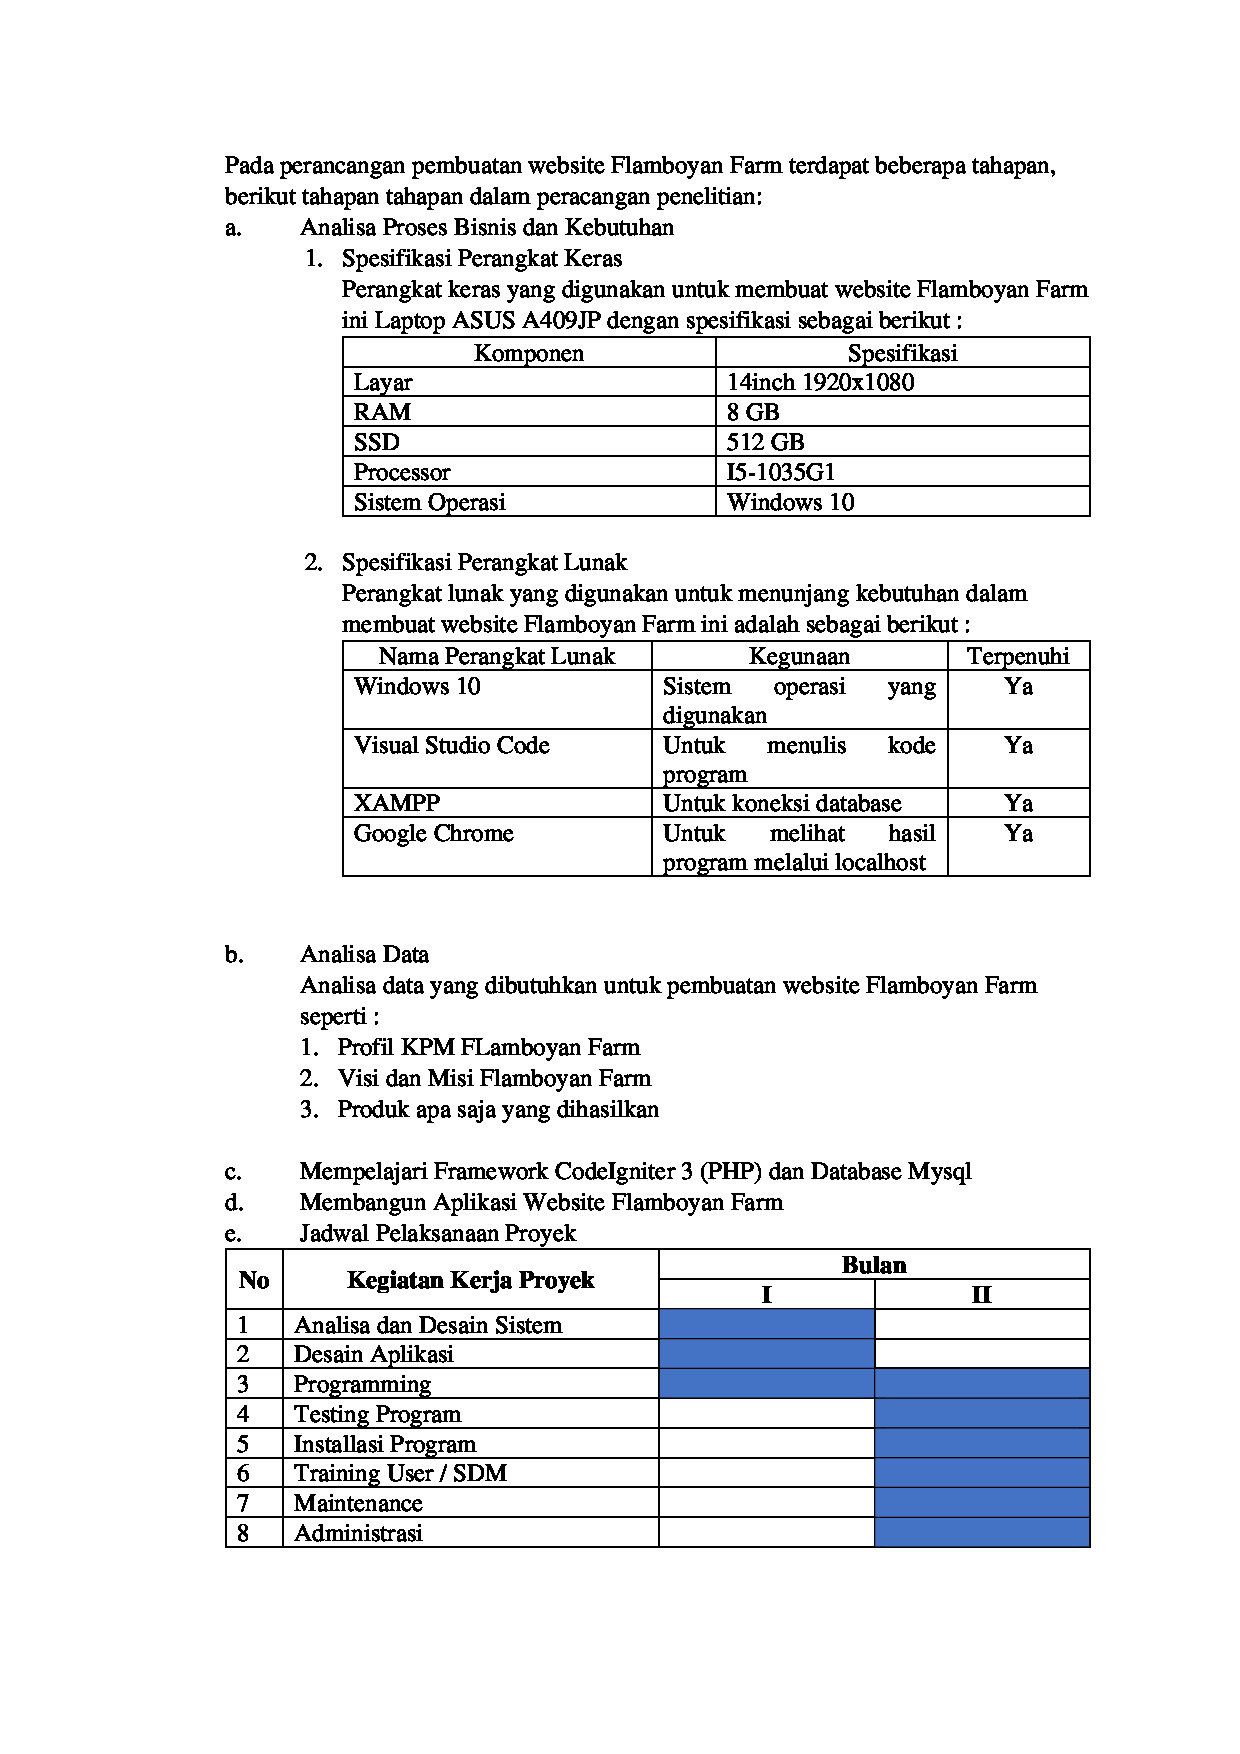 Pada perancangan pembuatan website Flamboyan Farm terdapat beberapa tahapan,
berikut tahapan tahapan dalam peracangan penelitian:
a. Analisa Proses Bisnis dan Kebutuhan
1. Spesifikasi Perangkat Keras
Perangkat keras yang digunakan untuk membuat website Flamboyan Farm
ini Laptop ASUS A409JP dengan spesifikasi sebagai berikut :
Komponen Spesifikasi
Layar 14inch 1920x1080
RAM 8 GB
SSD 512 GB
Processor I5-1035G1
Sistem Operasi Windows 10
2. Spesifikasi Perangkat Lunak
Perangkat lunak yang digunakan untuk menunjang kebutuhan dalam
membuat website Flamboyan Farm ini adalah sebagai berikut :
Nama Perangkat Lunak Kegunaan Terpenuhi
Windows 10 Sistem operasi yang Ya
digunakan
Visual Studio Code Untuk menulis kode Ya
program
XAMPP Untuk koneksi database Ya
Google Chrome Untuk melihat hasil Ya
program melalui localhost
b. Analisa Data
Analisa data yang dibutuhkan untuk pembuatan website Flamboyan Farm
seperti :
1. Profil KPM FLamboyan Farm
2. Visi dan Misi Flamboyan Farm
3. Produk apa saja yang dihasilkan
c. Mempelajari Framework CodeIgniter 3 (PHP) dan Database Mysql
d. Membangun Aplikasi Website Flamboyan Farm
e. Jadwal Pelaksanaan Proyek
No Kegiatan Kerja Proyek Bulan
I II
1 Analisa dan Desain Sistem
2 Desain Aplikasi
3 Programming
4 Testing Program
5 Installasi Program
6 Training User / SDM
7 Maintenance
8 Administrasi